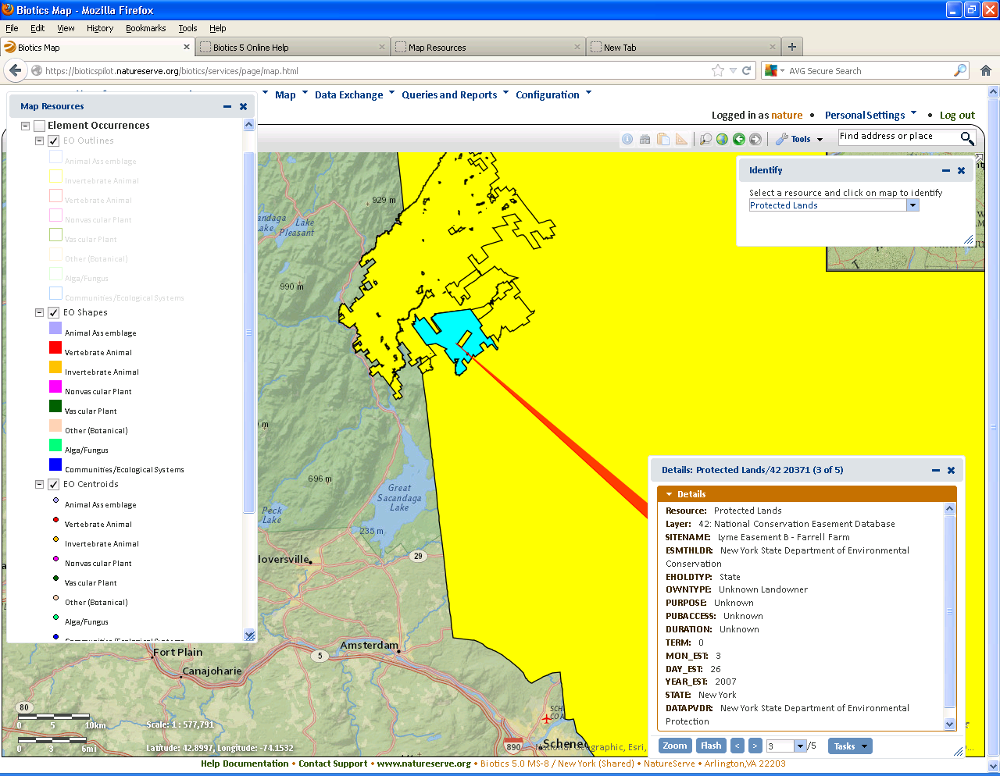 Biotics Map - Mozilla Firefox
File Edit View History Bookmarks Tools Help
Biotics Map
Biotics 5 Online Help
Map Resources
New Tab
https://bioticspilot.natureserve.org/biotics/services/page/map.html
AVG Secure Search
Map Data Exchange Queries and Reports Configuration
Logged in as nature • Personal Settings • Log out
Tools
Find address or place
Map Resources
Element Occurrences
EO Outlines
Animal Assemblage
Invertebrate Animal
Vertebrate Animal
Nonvascular Plant
Vascular Plant
Other (Botanical)
Alga/Fungus
Communities/Ecological Systems
EO Shapes
Animal Assemblage
Vertebrate Animal
Invertebrate Animal
Nonvascular Plant
Vascular Plant
Other (Botanical)
Alga/Fungus
Communities/Ecological Systems
EO Centroids
Animal Assemblage
Vertebrate Animal
Invertebrate Animal
Nonvascular Plant
Vascular Plant
Other (Botanical)
Alga/Fungus
Communities/Ecological Systems
Identify
Select a resource and click on map to identify
Protected Lands
929 m
andaga
Lake
Lake
Pleasant
990 m
m
696 m
Great
Sacandaga
Lake
Peck
Lake
235 m
29
loversville
Amsterdam
5
Fort Plain
Canajoharie
80
890
SCH
CO A
Schene
0 5 10km
0 3 6mi
Scale: 1 : 577,791
Latitude: 42.8997, Longitude: -74.1532
National Geographic, Esri,
Details: Protected Lands/42 20371 (3 of 5)
Details
Resource: Protected Lands
Layer: 42: National Conservation Easement Database
SITENAME: Lyme Easement B - Farrell Farm
ESMTHLDR: New York State Department of Environmental
Conservation
EHOLDTYP: State
OWNTYPE: Unknown Landowner
PURPOSE: Unknown
PUBACCESS: Unknown
DURATION: Unknown
TERM: 0
MON_EST: 3
DAY_EST: 26
YEAR_EST: 2007
STATE: New York
DATAPVDR: New York State Department of Environmental
Protection
Zoom Flash < > 3 /5 Tasks
Help Documentation • Contact Support • www.natureserve.org • Biotics 5.0 MS-8 / New York (Shared) • NatureServe • Arlington,VA 22203